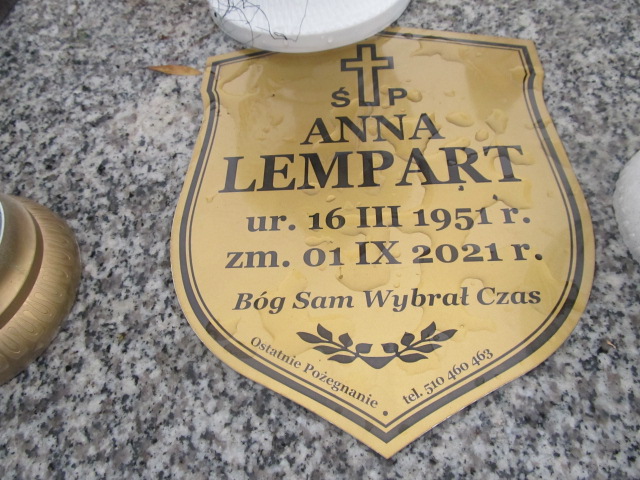 Ś P
ANNA
LEMPART
ur. 16 III 1951 r.
zm. 01 IX 2021 r.
Bóg Sam Wybrał Czas
Ostatnie Pożegnanie tel. 510 460 463